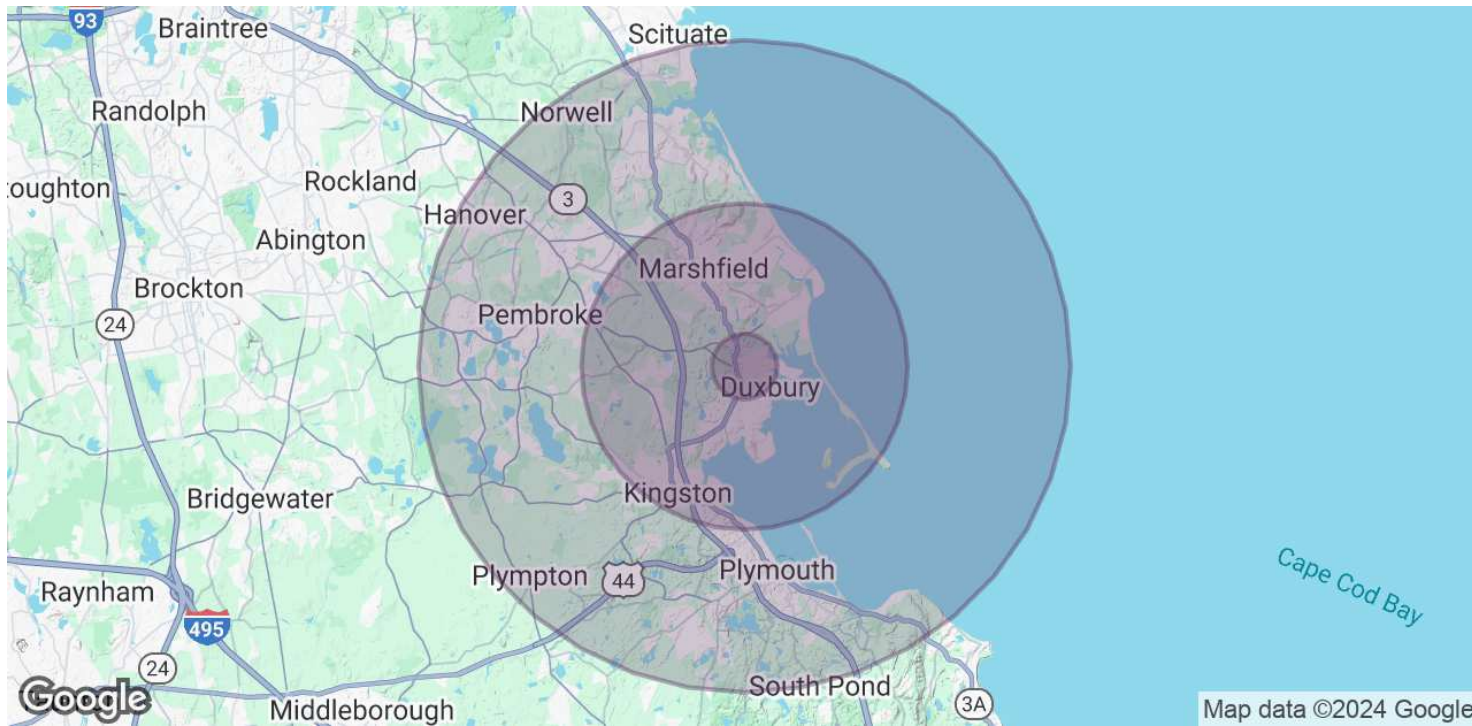 93
Braintree
Scituate
Randolph
Norwell
oughton
Rockland
3
Hanover
Abington
Marshfield
Brockton
Pembroke
24
Duxbury
Bridgewater
Kingston
Plympton
44
Plymouth
Cape Cod Bay
Raynham
495
24
South Pond
Google
Middleborough
3A
Map data ©2024 Google